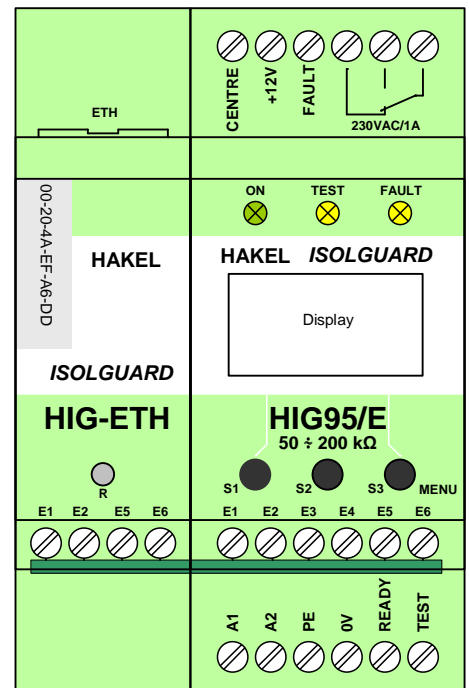 CENTRE +12V FAULT
ETH
230VAC/1A
ON TEST FAULT
00-20-4A-EF-A6-DD
HAKEL
HAKEL ISOLGUARD
Display
ISOLGUARD
HIG-ETH
HIG95/E
50 ÷ 200 kΩ
R
S1 S2 S3 MENU
E1 E2 E5 E6
E1 E2 E3 E4 E5 E6
A1 A2 PE 0V READY TEST